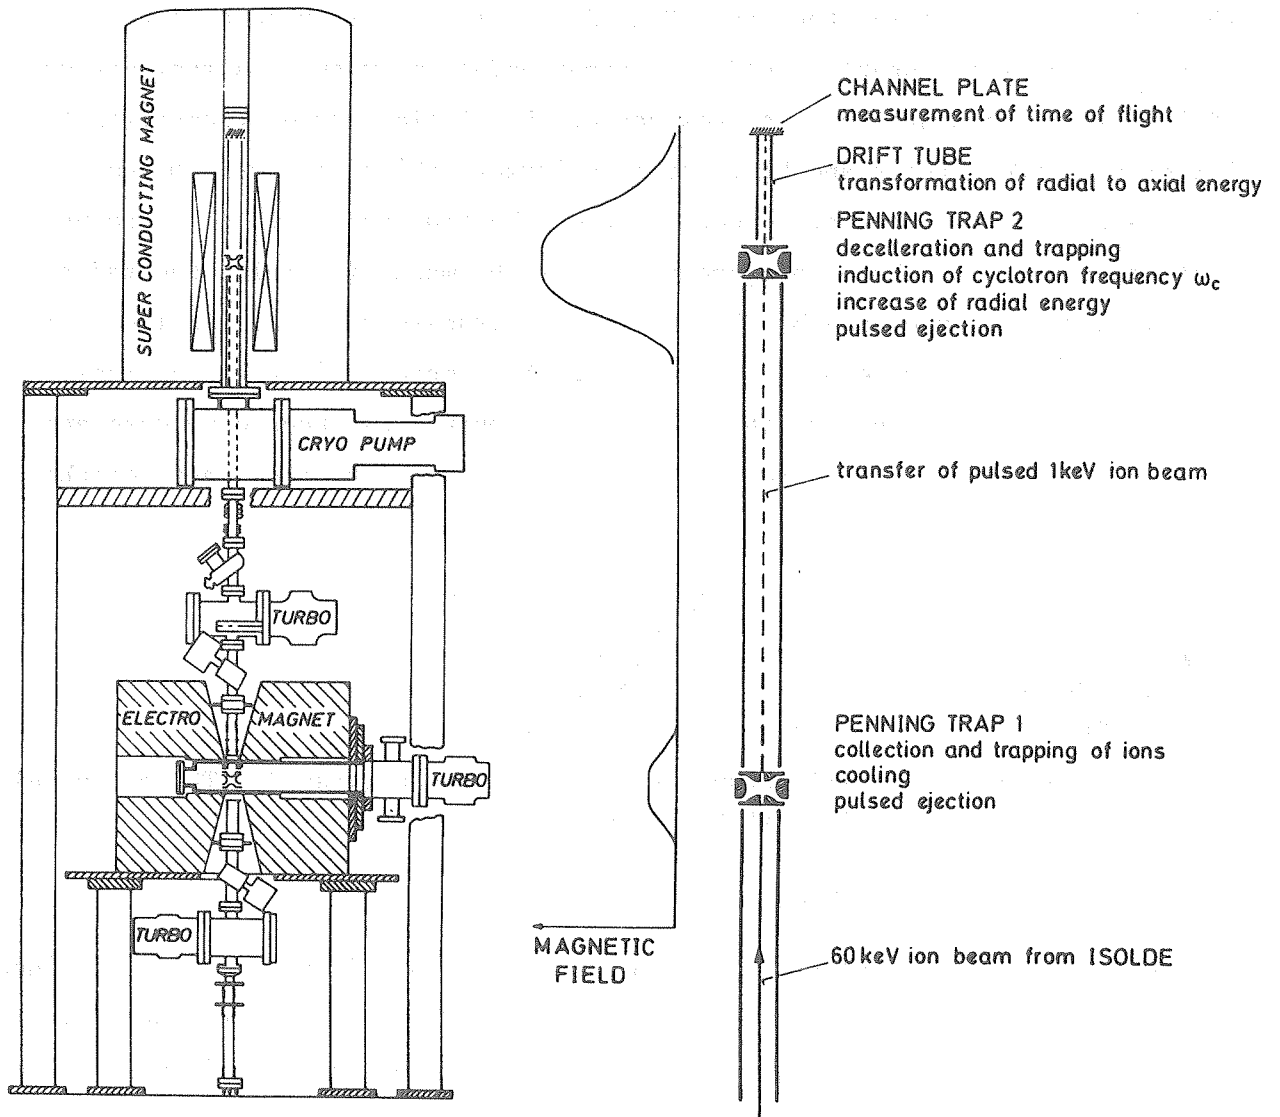 SUPER CONDUCTING MAGNET
CRYO PUMP
TURBO
ELECTRO MAGNET
TURBO
TURBO
MAGNETIC
FIELD
CHANNEL PLATE
measurement of time of flight
DRIFT TUBE
transformation of radial to axial energy
PENNING TRAP 2
decelleration and trapping
induction of cyclotron frequency ωc
increase of radial energy
pulsed ejection
transfer of pulsed 1keV ion beam
PENNING TRAP 1
collection and trapping of ions
cooling
pulsed ejection
60 keV ion beam from ISOLDE